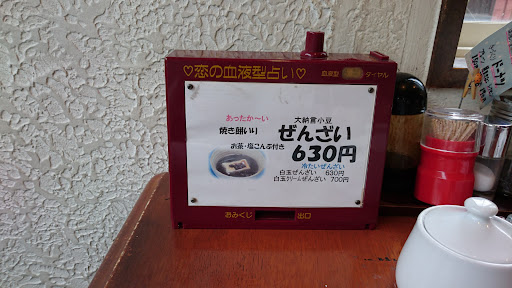 ♡恋の血液型占い♡
血液型 ダイヤル
あったか〜い
大納言小豆
焼き餅いり
ぜんざい
お茶・塩こんぶ付き
630円
冷たいぜんざい
白玉ぜんざい 630円
白玉クリームぜんざい 700円
おみくじ 出口